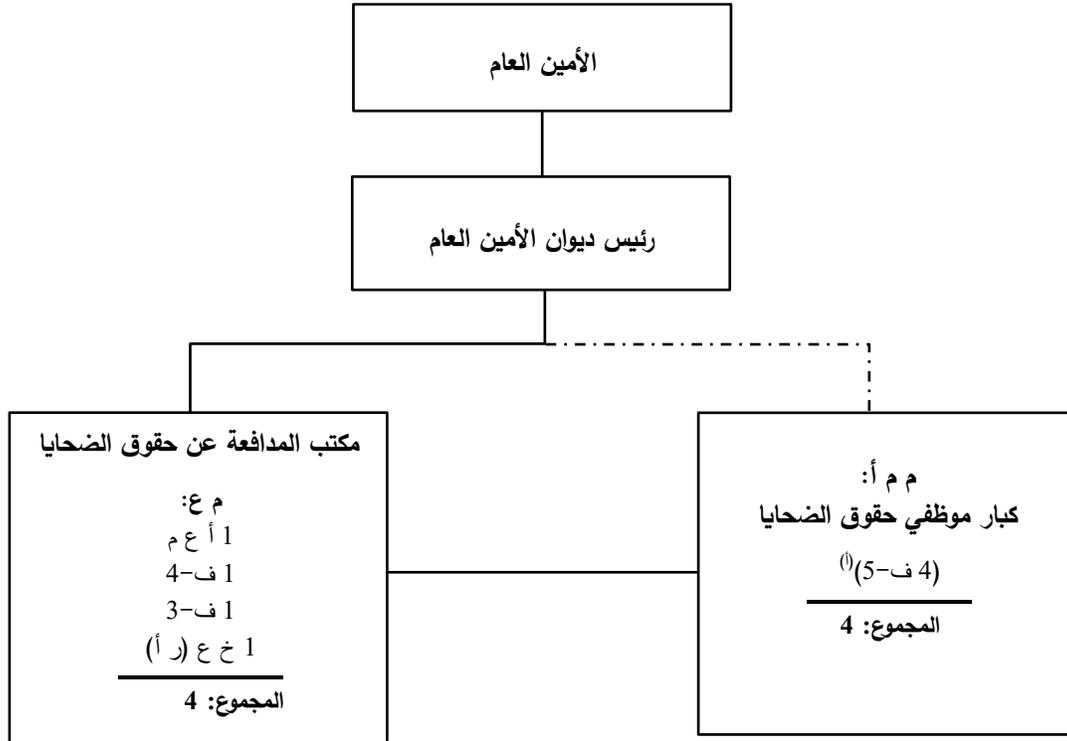 الأمين العام
رئيس ديوان الأمين العام
م م أ:
كبار موظفي حقوق الضحايا
(4 ف-5)(أ)
المجموع: 4
مكتب المدافعة عن حقوق الضحايا
م ع:
1 أ ع م
1 ف-4
1 ف-3
1 خ ع (ر أ)
المجموع: 4